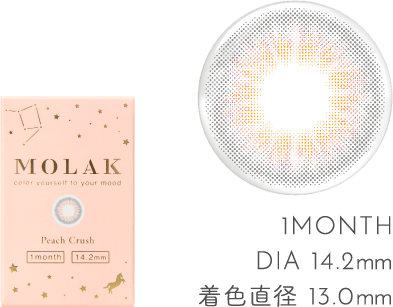 MOLAK
color yourself to your mood
Peach Crush
1month 14.2mm
1MONTH
DIA 14.2mm
着色直径 13.0mm